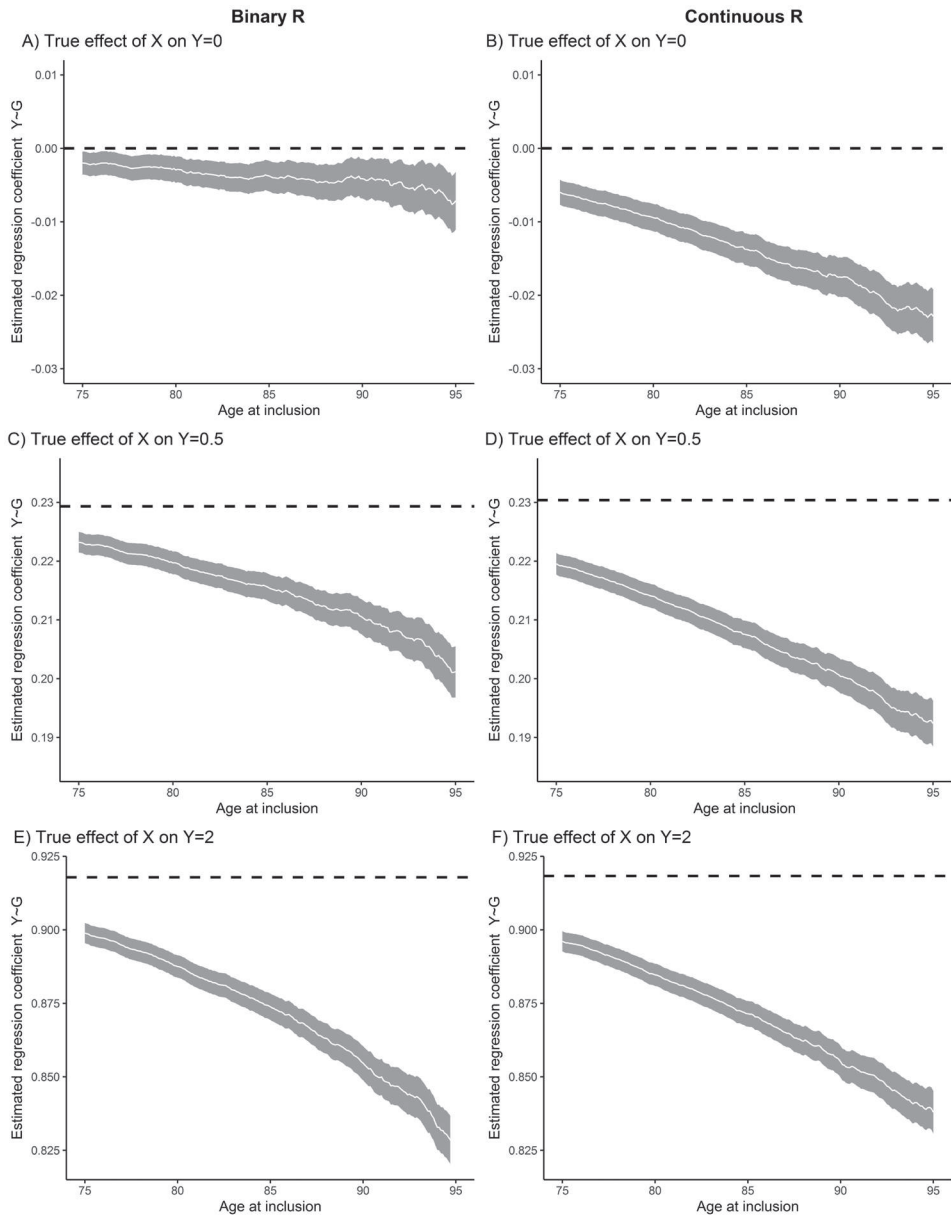 Binary R
Continuous R
A) True effect of X on Y=0
B) True effect of X on Y=0
Estimated regression coefficient Y~G
0.01
0.00
-0.01
-0.02
-0.03
75 80 85 90 95
Age at inclusion
Estimated regression coefficient Y~G
0.01
0.00
-0.01
-0.02
-0.03
75 80 85 90 95
Age at inclusion
C) True effect of X on Y=0.5
D) True effect of X on Y=0.5
Estimated regression coefficient Y~G
0.23
0.22
0.21
0.20
0.19
75 80 85 90 95
Age at inclusion
Estimated regression coefficient Y~G
0.23
0.22
0.21
0.20
0.19
75 80 85 90 95
Age at inclusion
E) True effect of X on Y=2
F) True effect of X on Y=2
Estimated regression coefficient Y~G
0.925
0.900
0.875
0.850
0.825
75 80 85 90 95
Age at inclusion
Estimated regression coefficient Y~G
0.925
0.900
0.875
0.850
0.825
75 80 85 90 95
Age at inclusion